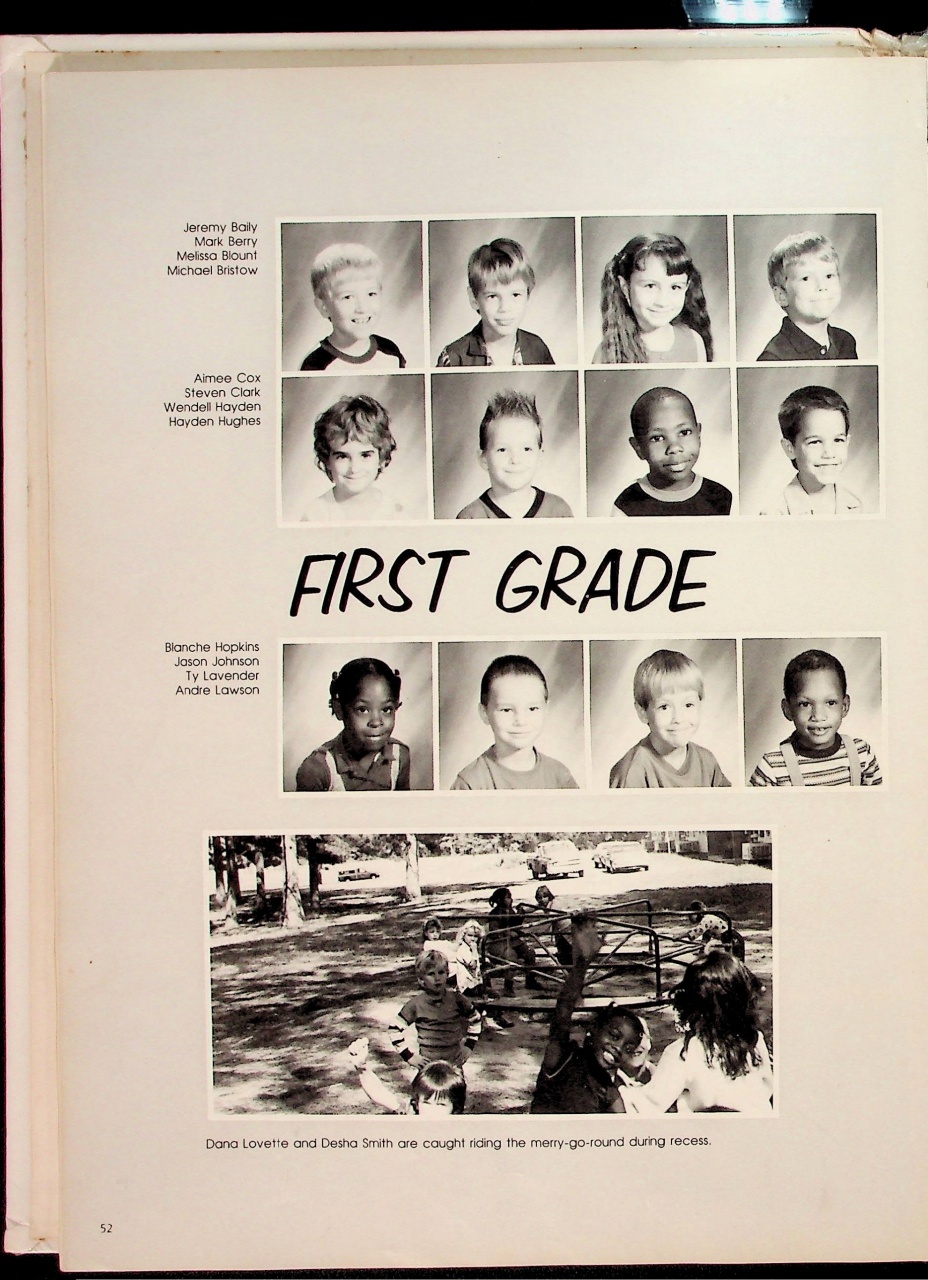 Jeremy Baily
Mark Berry
Melissa Blount
Michael Bristow
Aimee Cox
Steven Clark
Wendell Hayden
Hayden Hughes
FIRST GRADE
Blanche Hopkins
Jason Johnson
Ty Lavender
Andre Lawson
Dana Lovette and Desha Smith are caught riding the merry-go-round during recess.
52